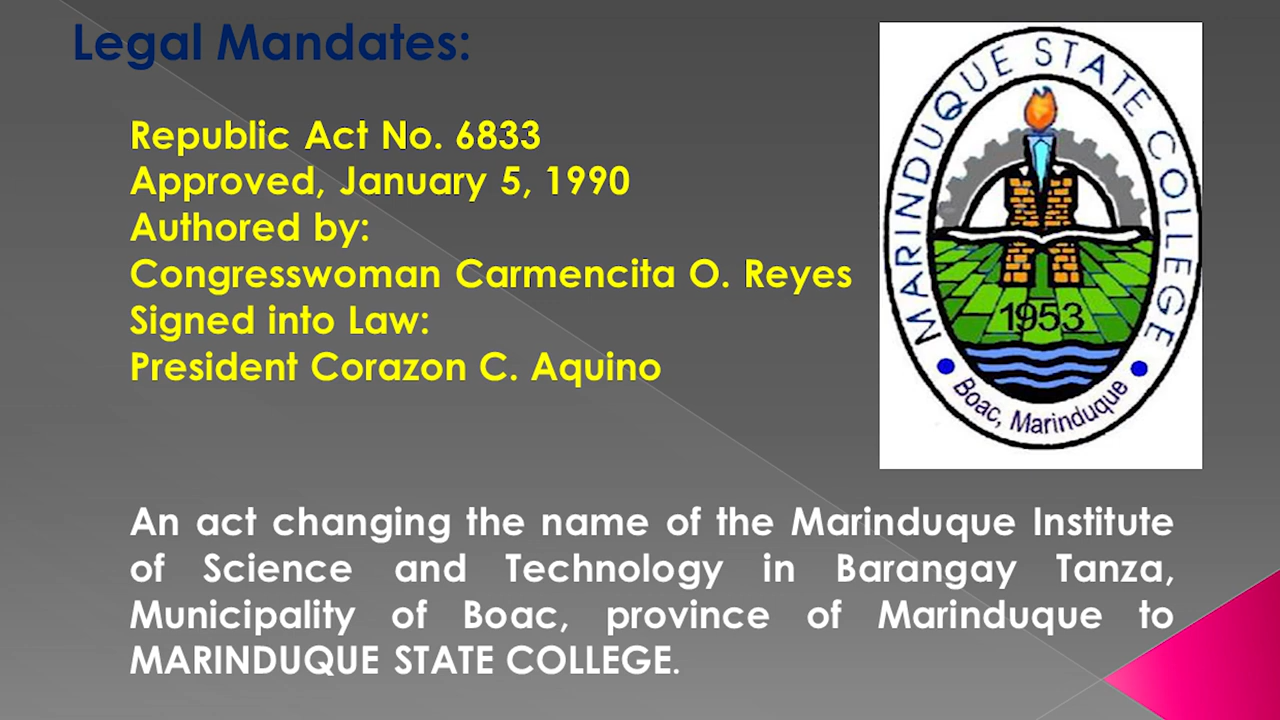 Legal Mandates:
Republic Act No. 6833
Approved, January 5, 1990
Authored by:
Congresswoman Carmencita O. Reyes
Signed into Law:
President Corazon C. Aquino
MARINDUQUE STATE COLLEGE
1953
Boac, Marinduque
An act changing the name of the Marinduque Institute
of Science and Technology in Barangay Tanza,
Municipality of Boac, province of Marinduque to
MARINDUQUE STATE COLLEGE.